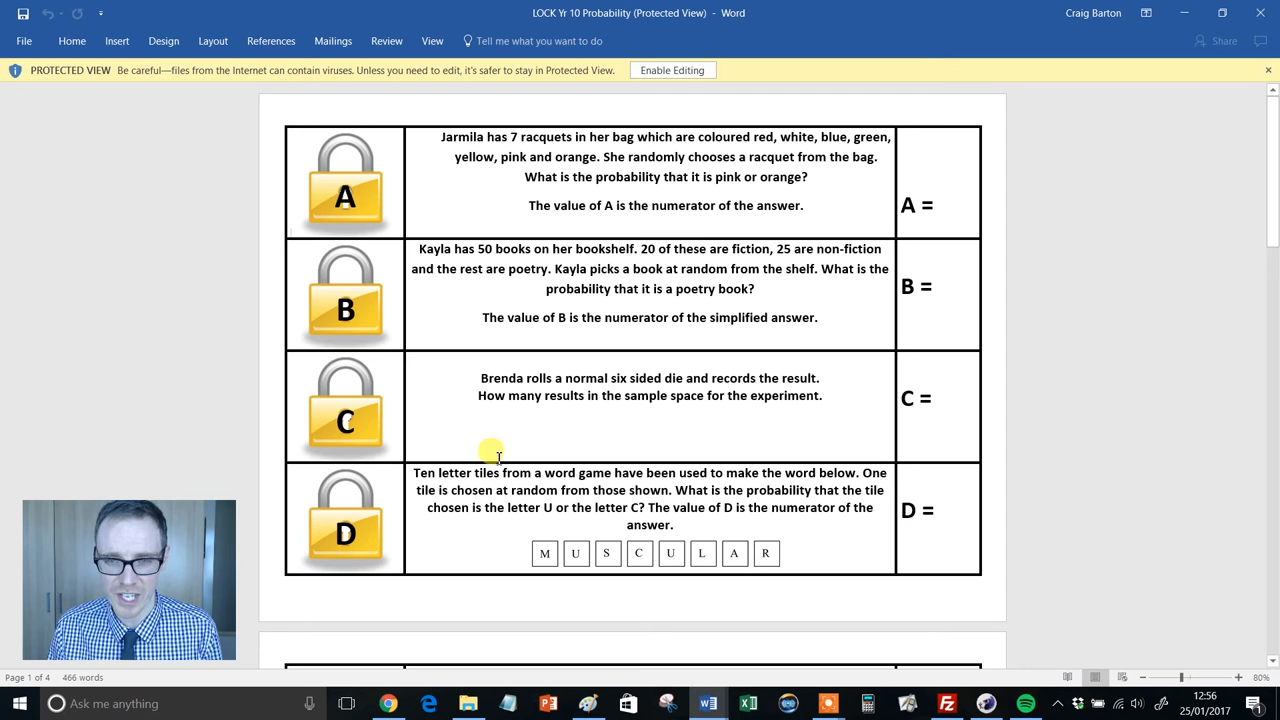 LOCK Yr 10 Probability (Protected View) - Word
Craig Barton
File Home Insert Design Layout References Mailings Review View Tell me what you want to do
Share
PROTECTED VIEW Be careful—files from the Internet can contain viruses. Unless you need to edit, it's safer to stay in Protected View. Enable Editing
A
Jarmila has 7 racquets in her bag which are coloured red, white, blue, green,
yellow, pink and orange. She randomly chooses a racquet from the bag.
What is the probability that it is pink or orange?
The value of A is the numerator of the answer.
A =
B
Kayla has 50 books on her bookshelf. 20 of these are fiction, 25 are non-fiction
and the rest are poetry. Kayla picks a book at random from the shelf. What is the
probability that it is a poetry book?
The value of B is the numerator of the simplified answer.
B =
C
Brenda rolls a normal six sided die and records the result.
How many results in the sample space for the experiment.
C =
D
Ten letter tiles from a word game have been used to make the word below. One
tile is chosen at random from those shown. What is the probability that the tile
chosen is the letter U or the letter C? The value of D is the numerator of the
answer.
M U S C U L A R
D =
Page 1 of 4 466 words
80%
Ask me anything
12:56
25/01/2017